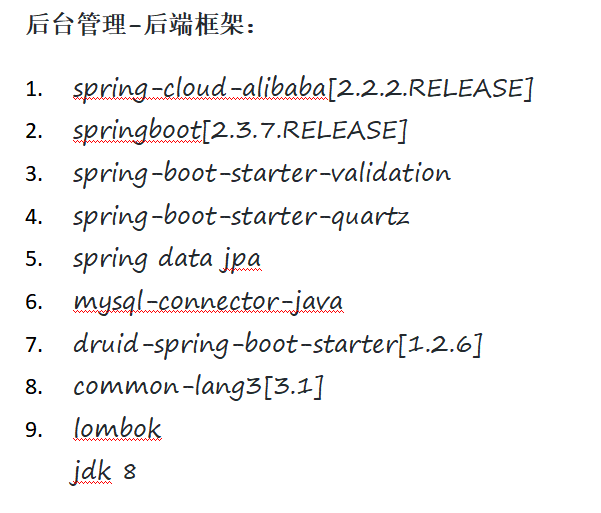 后台管理-后端框架：
1. spring-cloud-alibaba[2.2.2.RELEASE]
2. springboot[2.3.7.RELEASE]
3. spring-boot-starter-validation
4. spring-boot-starter-quartz
5. spring data jpa
6. mysql-connector-java
7. druid-spring-boot-starter[1.2.6]
8. common-lang3[3.1]
9. lombok
jdk 8